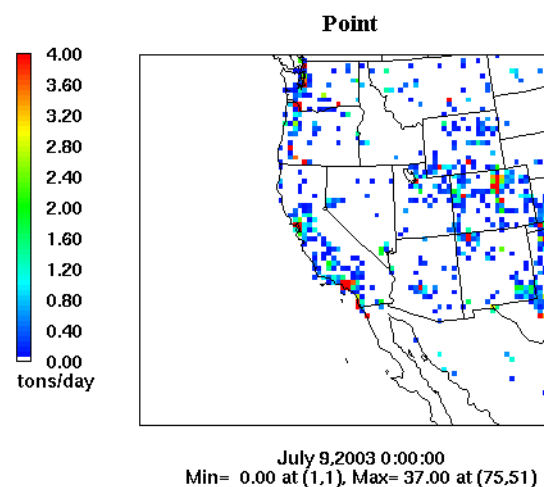 Point
4.00
3.60
3.20
2.80
2.40
2.00
1.60
1.20
0.80
0.40
0.00
tons/day
July 9,2003 0:00:00
Min= 0.00 at (1,1), Max= 37.00 at (75,51)